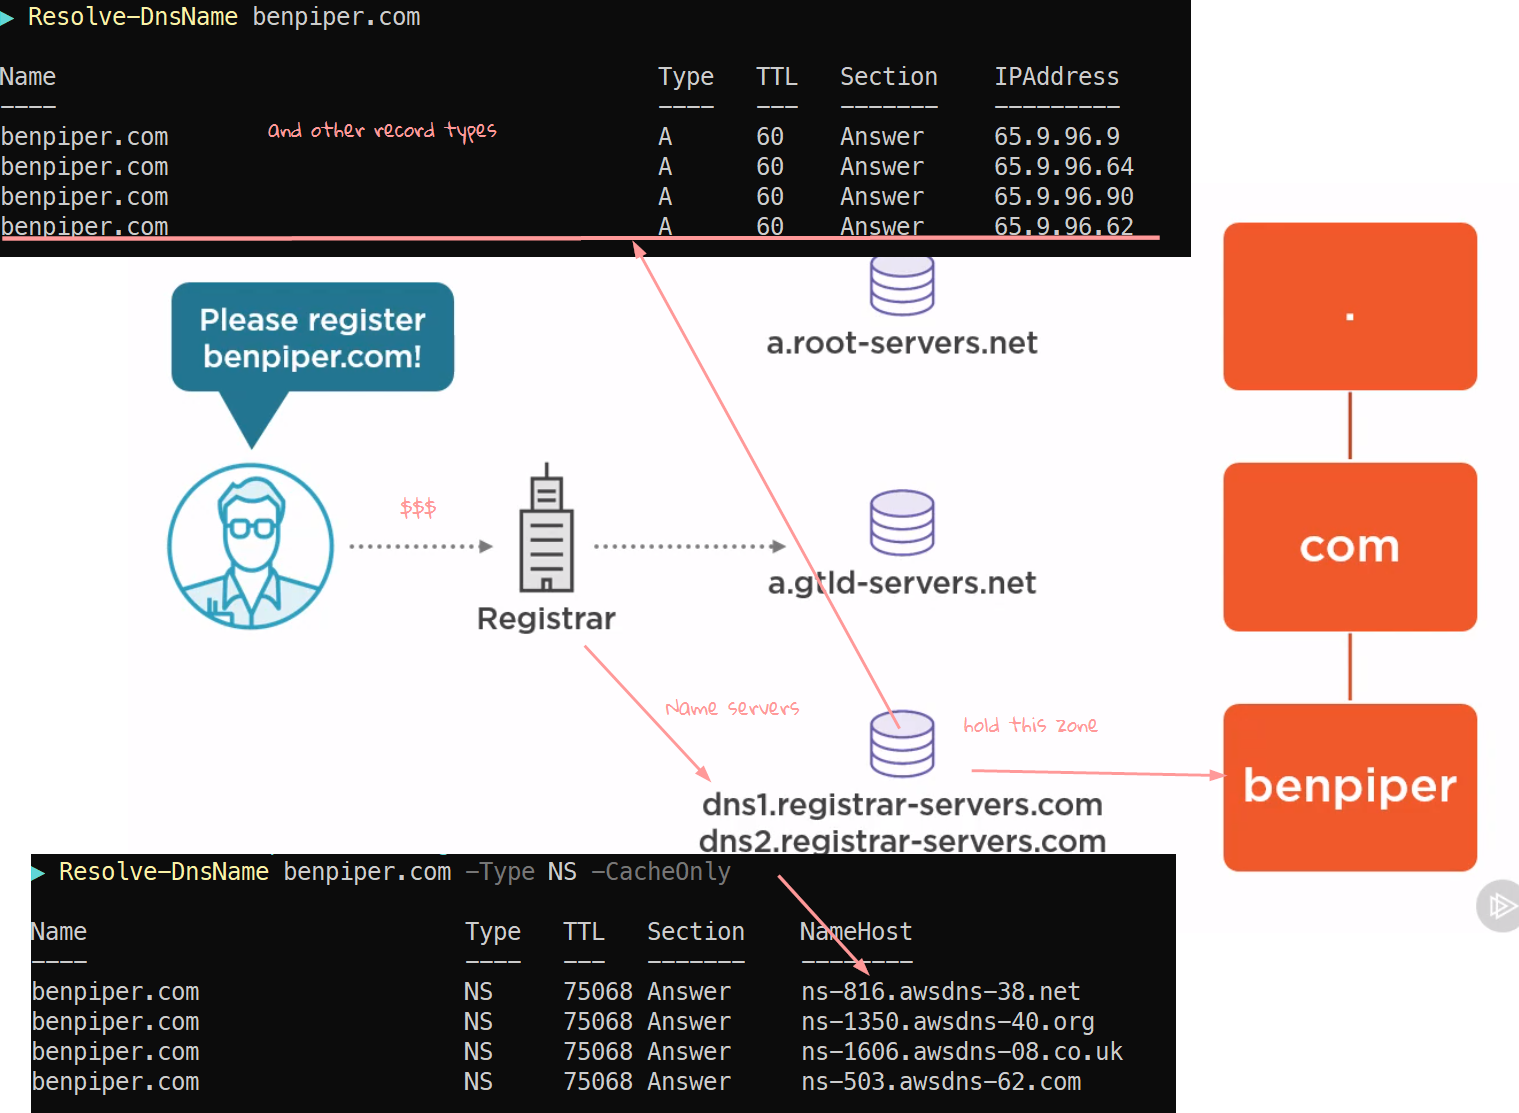 ▶ Resolve-DnsName benpiper.com
Name Type TTL Section IPAddress
---- ---- --- ------- ---------
benpiper.com A 60 Answer 65.9.96.9
and other record types
benpiper.com A 60 Answer 65.9.96.64
benpiper.com A 60 Answer 65.9.96.90
benpiper.com A 60 Answer 65.9.96.62
Please register
benpiper.com!
a.root-servers.net
.
$$$
Registrar
a.gtld-servers.net
com
Name servers
hold this zone
dns1.registrar-servers.com
dns2.registrar-servers.com
benpiper
▶ Resolve-DnsName benpiper.com -Type NS -CacheOnly
Name Type TTL Section NameHost
---- ---- --- ------- --------
benpiper.com NS 75068 Answer ns-816.awsdns-38.net
benpiper.com NS 75068 Answer ns-1350.awsdns-40.org
benpiper.com NS 75068 Answer ns-1606.awsdns-08.co.uk
benpiper.com NS 75068 Answer ns-503.awsdns-62.com